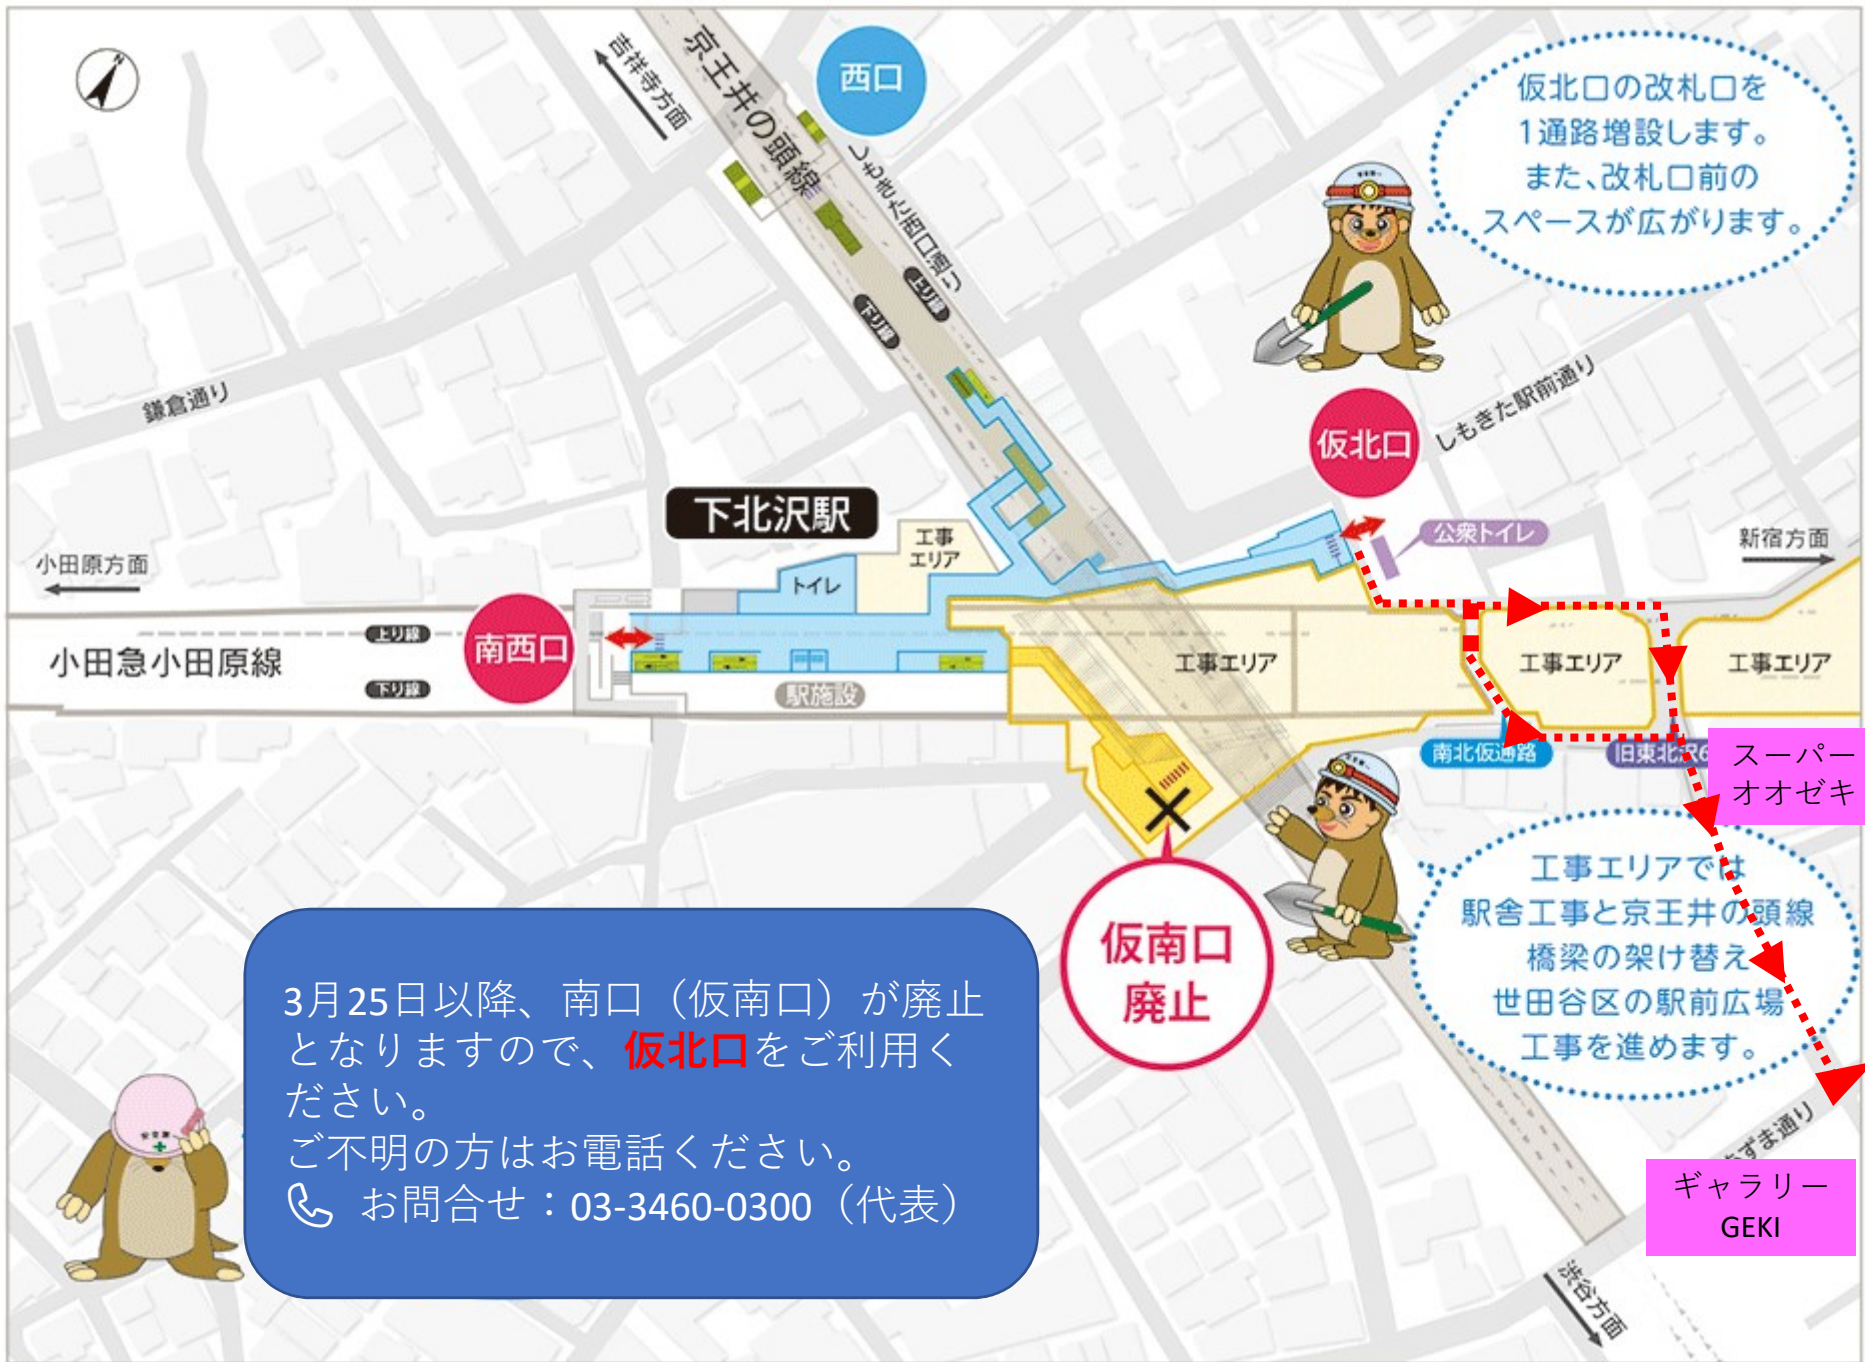 N
吉祥寺方面
京王井の頭線
西口
しもきた西口通り
仮北口の改札口を
1通路増設します。
また、改札口前の
スペースが広がります。
上り線
下り線
鎌倉通り
しもきた駅前通り
仮北口
下北沢駅
工事
エリア
公衆トイレ
新宿方面
小田原方面
トイレ
上り線
南西口
小田急小田原線
下り線
駅施設
工事エリア
工事エリア
工事エリア
南北仮通路
旧東北沢6
スーパー
オオゼキ
工事エリアでは
駅舎工事と京王井の頭線
橋梁の架け替え
世田谷区の駅前広場
工事を進めます。
仮南口
廃止
3月25日以降、南口（仮南口）が廃止
となりますので、仮北口をご利用く
ださい。
ご不明の方はお電話ください。
お問合せ：03-3460-0300（代表）
ずま通り
ギャラリー
GEKI
渋谷方面